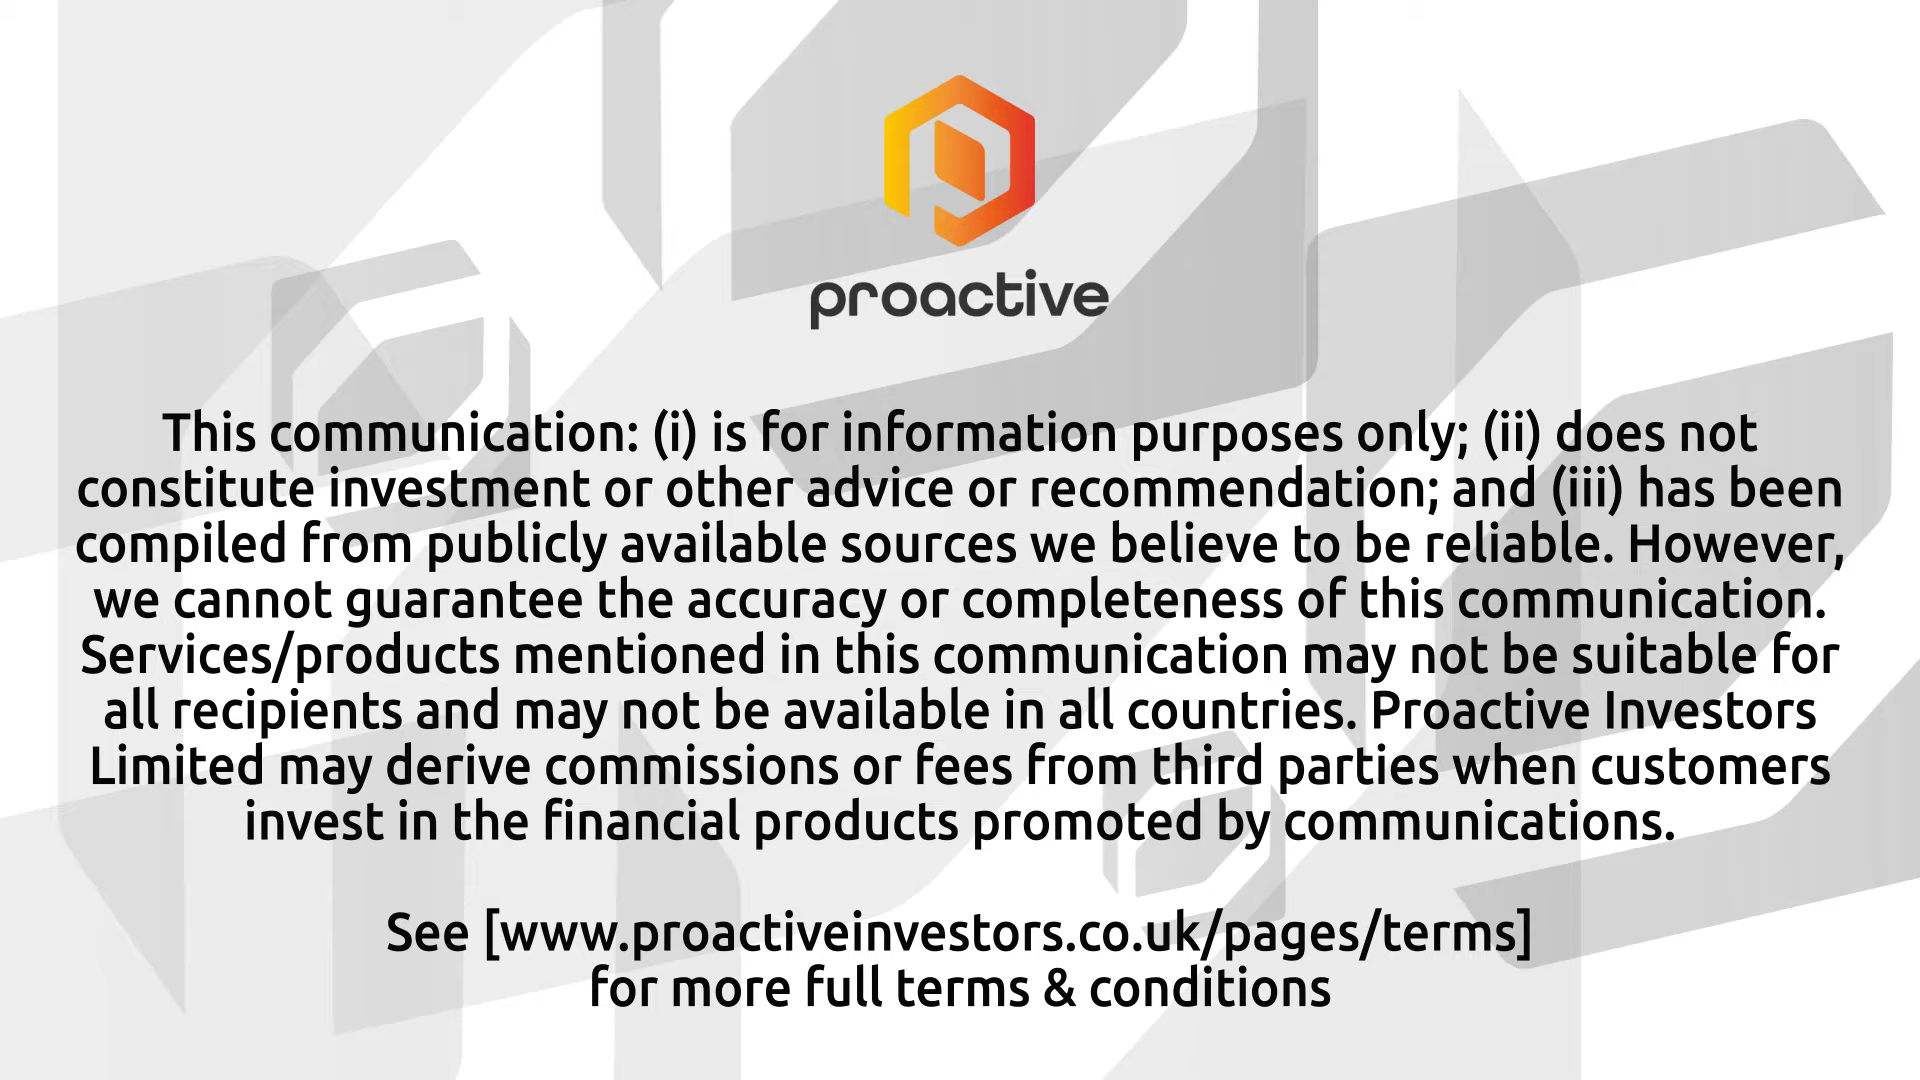 proactive
This communication: (i) is for information purposes only; (ii) does not
constitute investment or other advice or recommendation; and (iii) has been
compiled from publicly available sources we believe to be reliable. However,
we cannot guarantee the accuracy or completeness of this communication.
Services/products mentioned in this communication may not be suitable for
all recipients and may not be available in all countries. Proactive Investors
Limited may derive commissions or fees from third parties when customers
invest in the financial products promoted by communications.
See [www.proactiveinvestors.co.uk/pages/terms]
for more full terms & conditions